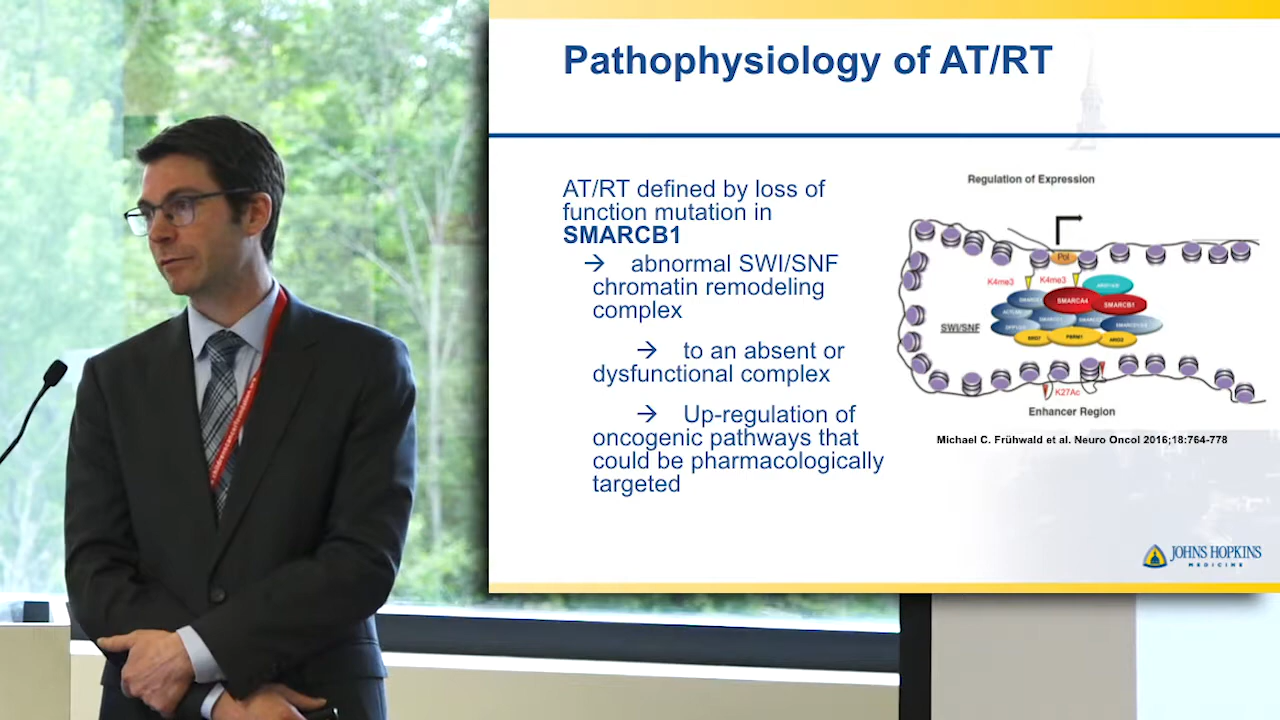 Pathophysiology of AT/RT
AT/RT defined by loss of
function mutation in
SMARCB1
→ abnormal SWI/SNF
chromatin remodeling
complex
→ to an absent or
dysfunctional complex
→ Up-regulation of
oncogenic pathways that
could be pharmacologically
targeted
Regulation of Expression
Pol
K4me3 K4me3
SMARCA4
SMARCB1
SWI/SNF
PBRM1
K27Ac
Enhancer Region
Michael C. Frühwald et al. Neuro Oncol 2016;18:764-778
JOHNS HOPKINS
MEDICINE